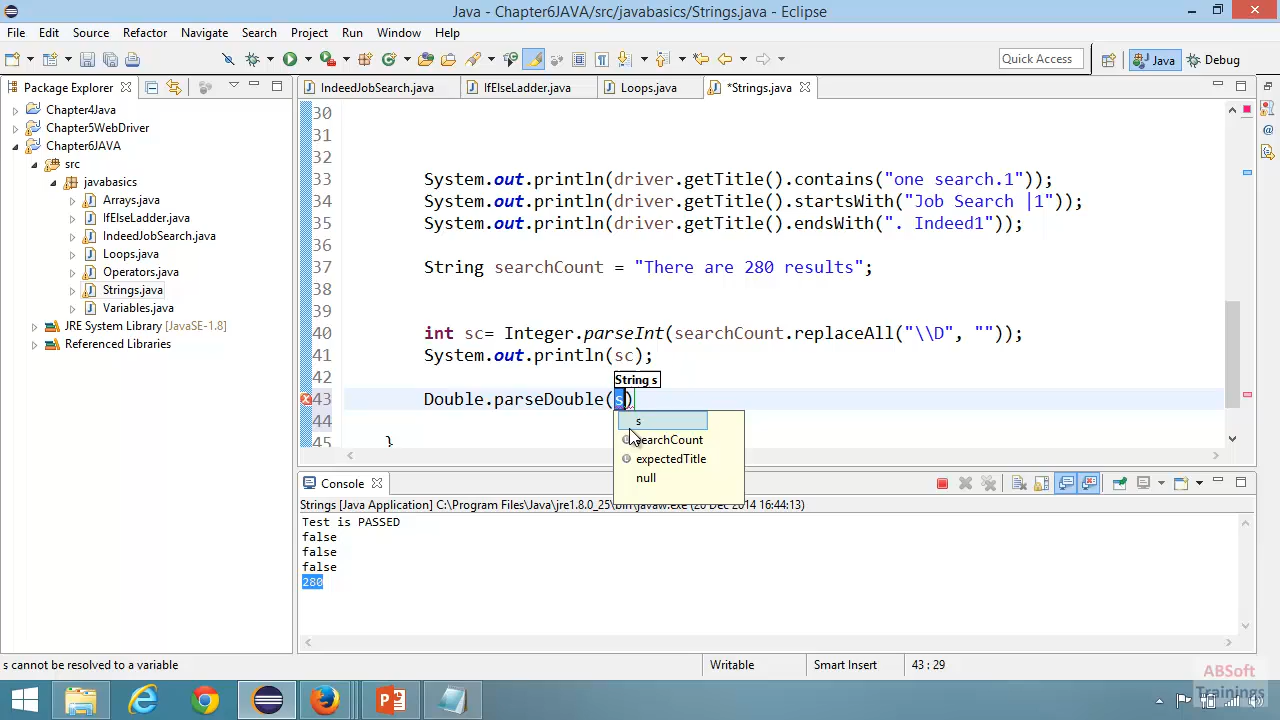 Java - Chapter6JAVA/src/javabasics/Strings.java - Eclipse
File Edit Source Refactor Navigate Search Project Run Window Help
Quick Access Java Debug
Package Explorer
IndeedJobSearch.java IfElseLadder.java Loops.java *Strings.java
Chapter4Java
Chapter5WebDriver
Chapter6JAVA
src
javabasics
Arrays.java
IfElseLadder.java
IndeedJobSearch.java
Loops.java
Operators.java
Strings.java
Variables.java
JRE System Library [JavaSE-1.8]
Referenced Libraries
30
31
32
33 System.out.println(driver.getTitle().contains("one search.1"));
34 System.out.println(driver.getTitle().startsWith("Job Search |1"));
35 System.out.println(driver.getTitle().endsWith(". Indeed1"));
36
37 String searchCount = "There are 280 results";
38
39
40 int sc= Integer.parseInt(searchCount.replaceAll("\\D", ""));
41 System.out.println(sc);
42
String s
43 Double.parseDouble(s)
44
45 }
s
searchCount
expectedTitle
null
Console
Strings [Java Application] C:\Program Files\Java\jre1.8.0_25\bin\javaw.exe (20 Dec 2014 16:44:13)
Test is PASSED
false
false
false
280
s cannot be resolved to a variable Writable Smart Insert 43 : 29
ABSoft
Trainings